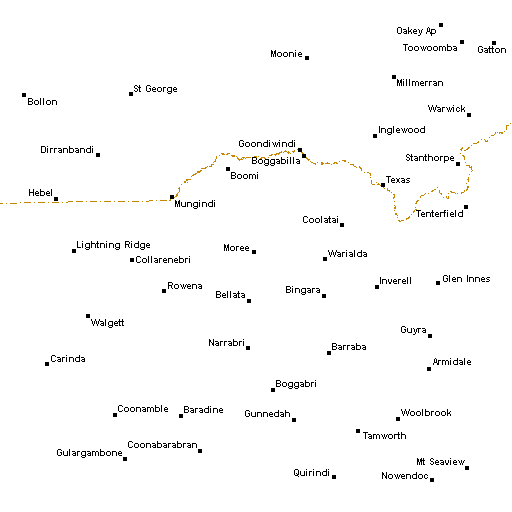 Oakey Ap
Toowoomba
Gatton
Moonie
Millmerran
St George
Bollon
Warwick
Inglewood
Goondiwindi
Dirranbandi
Boggabilla
Stanthorpe
Boomi
Texas
Hebel
Mungindi
Tenterfield
Coolatai
Lightning Ridge
Moree
Warialda
Collarenebri
Glen Innes
Inverell
Rowena
Bingara
Bellata
Walgett
Guyra
Narrabri
Barraba
Carinda
Armidale
Boggabri
Coonamble
Baradine
Gunnedah
Woolbrook
Tamworth
Coonabarabran
Gulargambone
Mt Seaview
Quirindi
Nowendoc